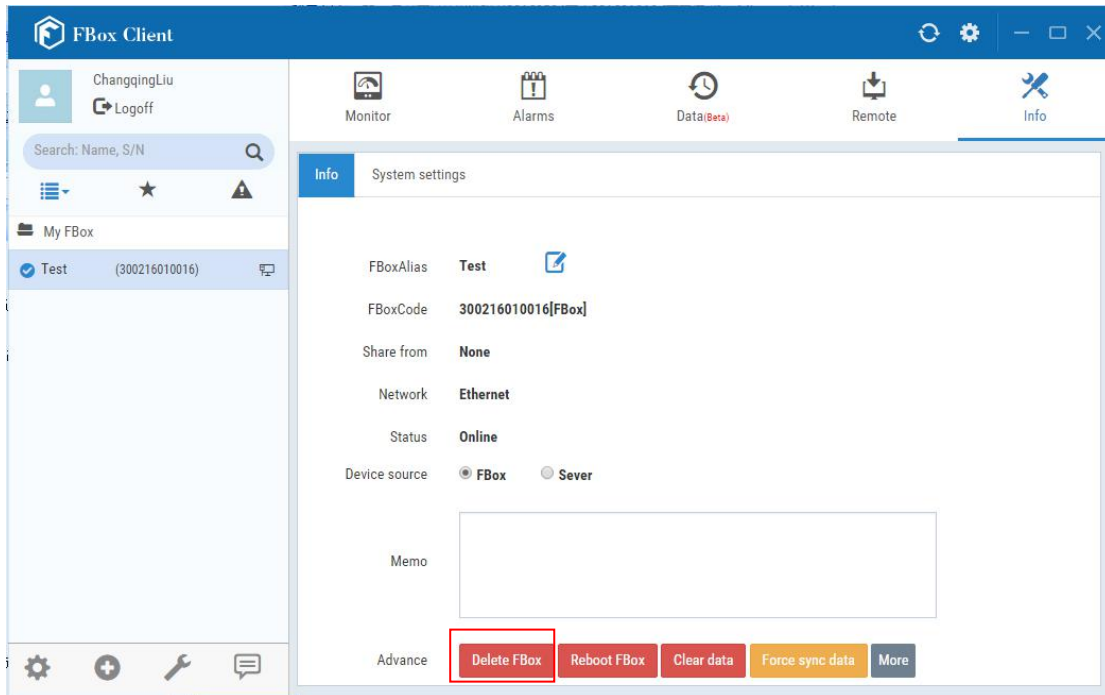 FBox Client
ChangqingLiu
Logoff
Search: Name, S/N
My FBox
Test (300216010016)
Monitor Alarms Data(Beta) Remote Info
Info System settings
FBoxAlias Test
FBoxCode 300216010016[FBox]
Share from None
Network Ethernet
Status Online
Device source FBox Sever
Memo
Advance Delete FBox Reboot FBox Clear data Force sync data More